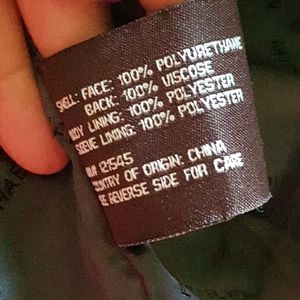 SHELL: FACE: 100% POLYURETHANE
BACK: 100% VISCOSE
BODY LINING: 100% POLYESTER
SLEEVE LINING: 100% POLYESTER
12545
COUNTRY OF ORIGIN: CHINA
SEE REVERSE SIDE FOR CARE